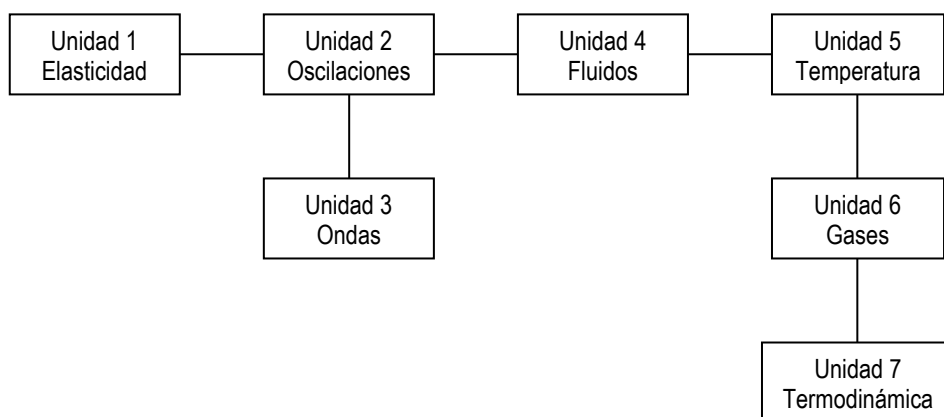 Unidad 1
Elasticidad
Unidad 2
Oscilaciones
Unidad 4
Fluidos
Unidad 5
Temperatura
Unidad 3
Ondas
Unidad 6
Gases
Unidad 7
Termodinámica